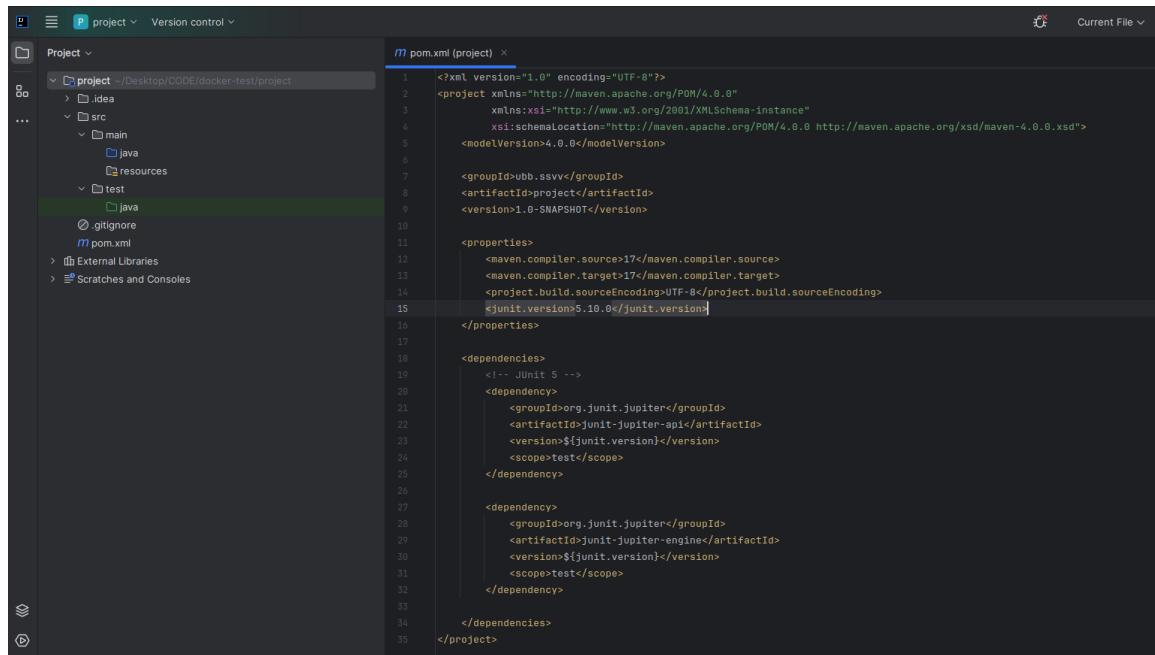 P project Version control Current File
Project
project ~/Desktop/CODE/docker-test/project
.idea
src
main
java
resources
test
java
.gitignore
m pom.xml
External Libraries
Scratches and Consoles
m pom.xml (project)
1 <?xml version="1.0" encoding="UTF-8"?>
2 <project xmlns="http://maven.apache.org/POM/4.0.0"
3 xmlns:xsi="http://www.w3.org/2001/XMLSchema-instance"
4 xsi:schemaLocation="http://maven.apache.org/POM/4.0.0 http://maven.apache.org/xsd/maven-4.0.0.xsd">
5 <modelVersion>4.0.0</modelVersion>
6
7 <groupId>ubb.ssvv</groupId>
8 <artifactId>project</artifactId>
9 <version>1.0-SNAPSHOT</version>
10
11 <properties>
12 <maven.compiler.source>17</maven.compiler.source>
13 <maven.compiler.target>17</maven.compiler.target>
14 <project.build.sourceEncoding>UTF-8</project.build.sourceEncoding>
15 <junit.version>5.10.0</junit.version>
16 </properties>
17
18 <dependencies>
19 <!-- JUnit 5 -->
20 <dependency>
21 <groupId>org.junit.jupiter</groupId>
22 <artifactId>junit-jupiter-api</artifactId>
23 <version>${junit.version}</version>
24 <scope>test</scope>
25 </dependency>
26
27 <dependency>
28 <groupId>org.junit.jupiter</groupId>
29 <artifactId>junit-jupiter-engine</artifactId>
30 <version>${junit.version}</version>
31 <scope>test</scope>
32 </dependency>
33
34 </dependencies>
35 </project>